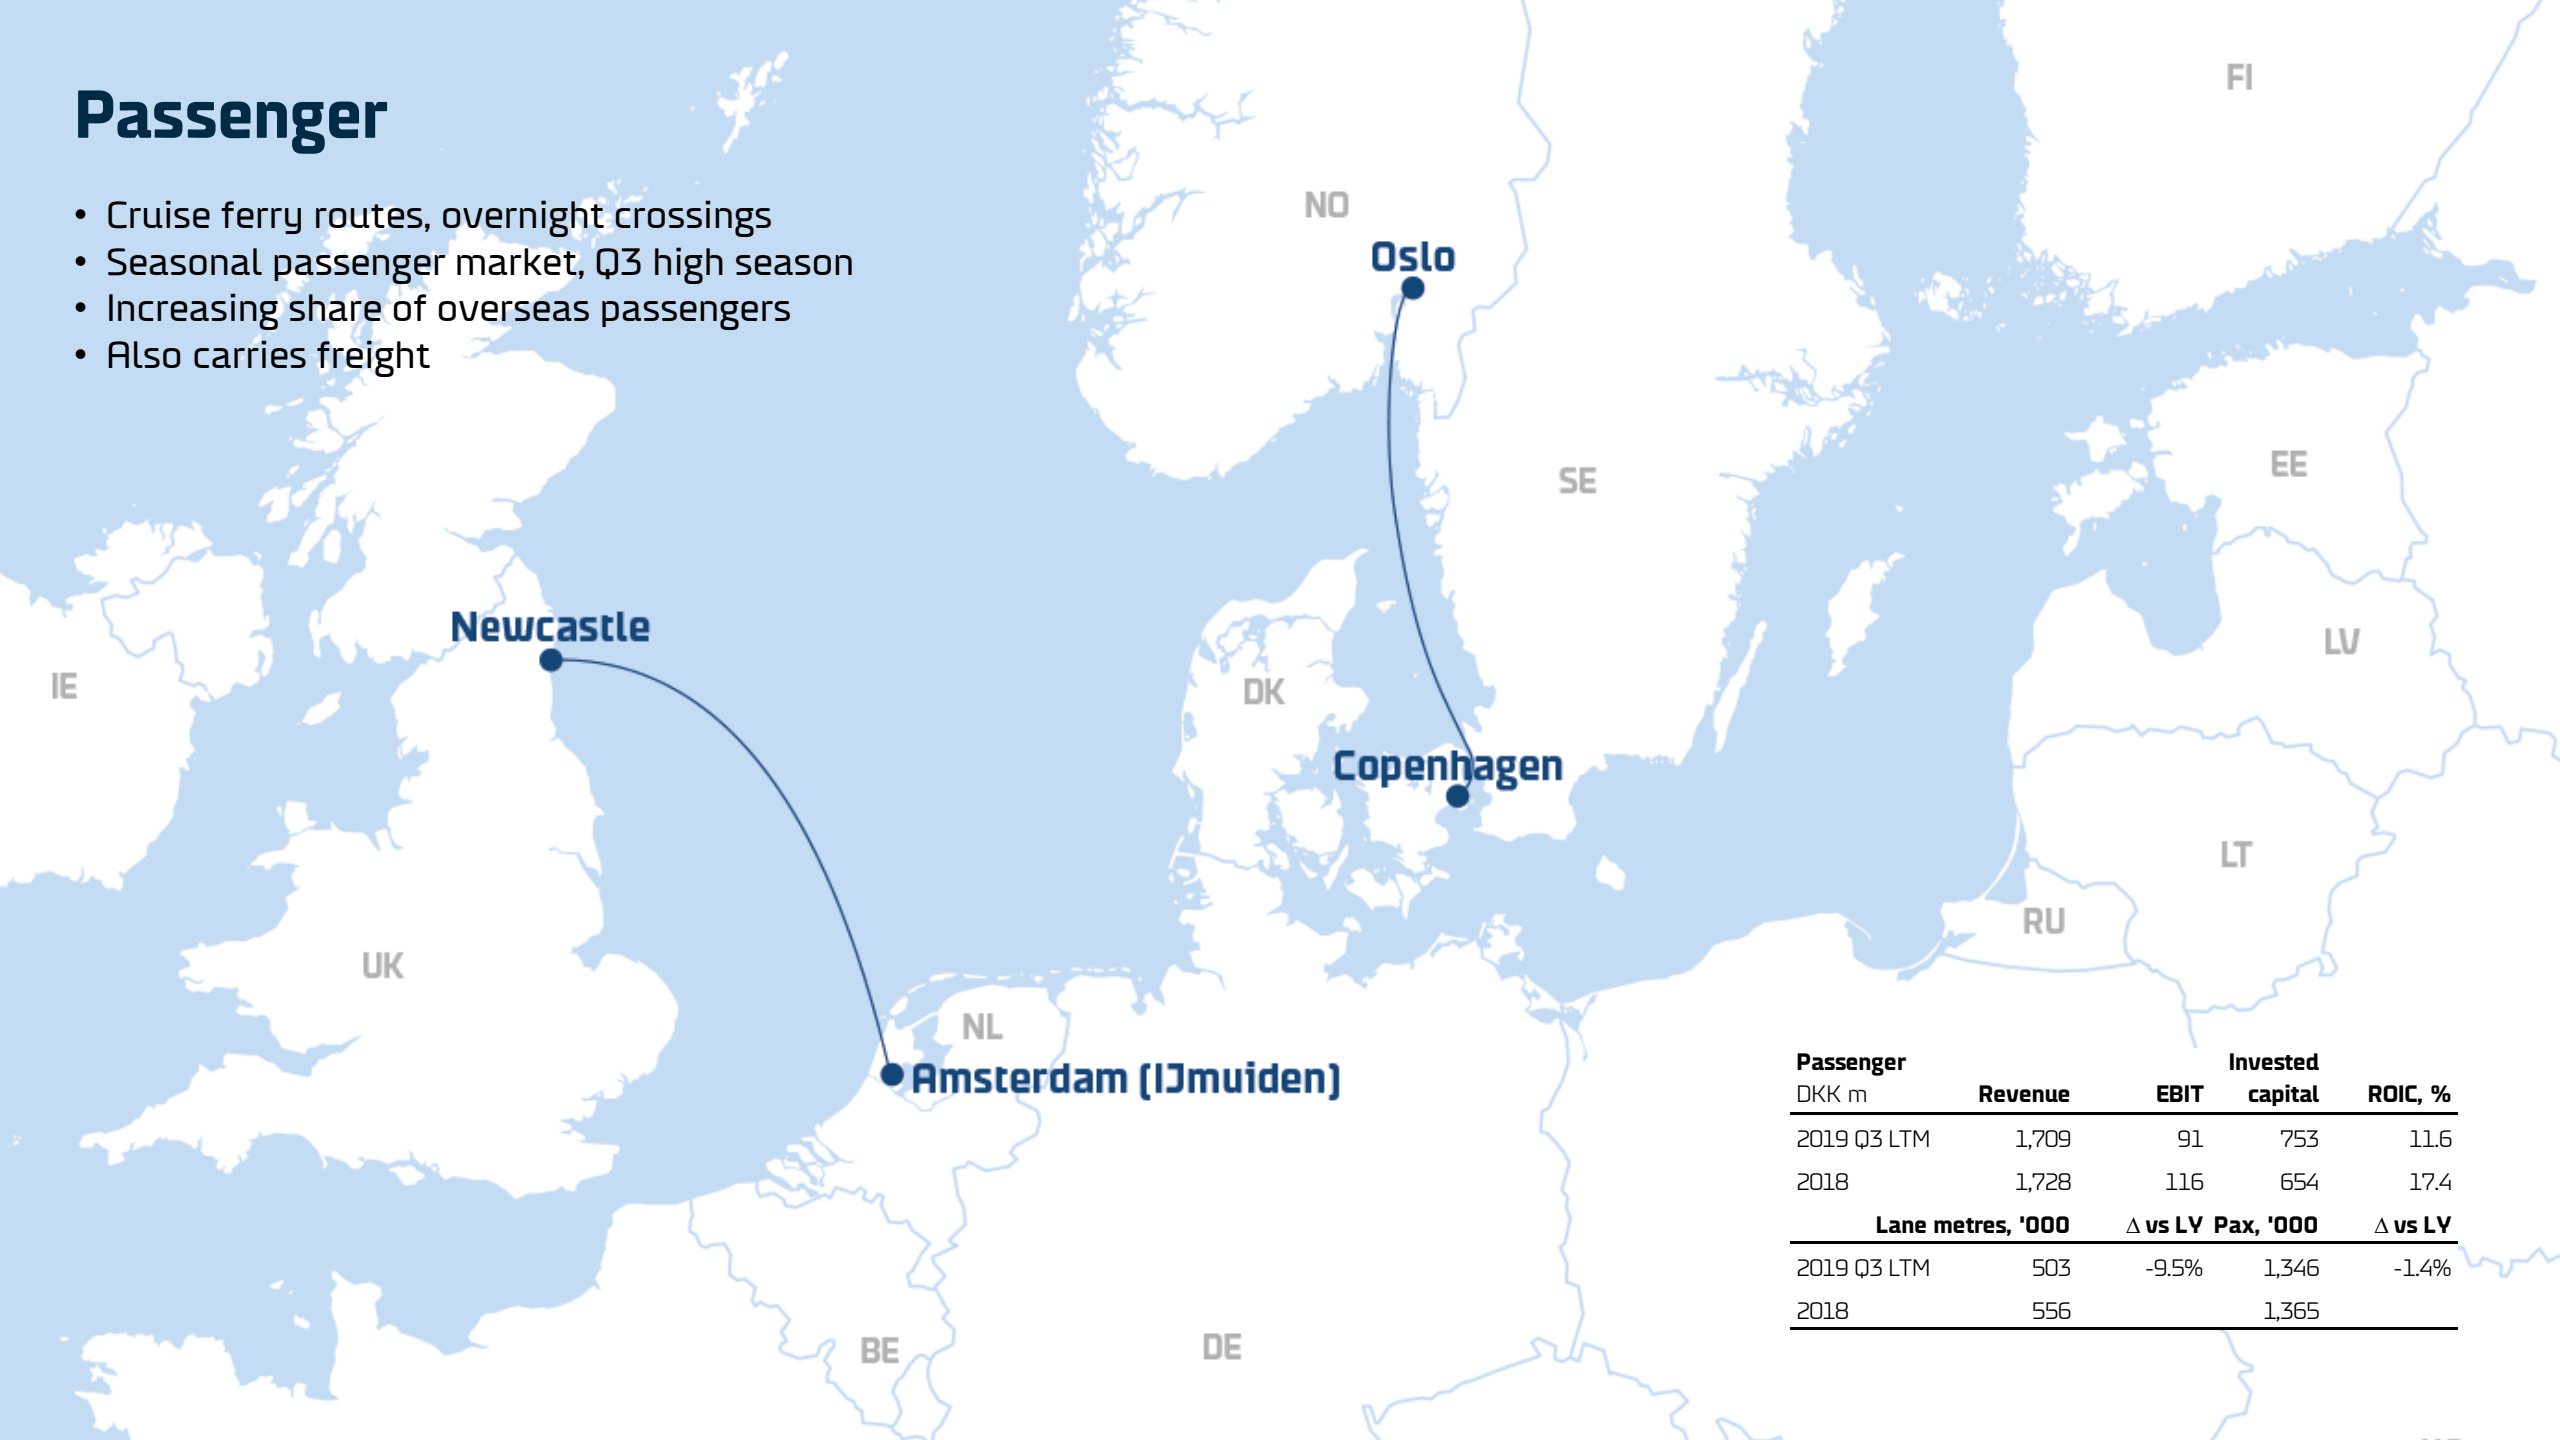 Passenger
• Cruise ferry routes, overnight crossings
• Seasonal passenger market, Q3 high season
• Increasing share of overseas passengers
• Also carries freight
FI
NO
Oslo
SE
EE
Newcastle
LV
IE
DK
Copenhagen
LT
RU
UK
NL
Amsterdam (IJmuiden)
BE
DE
Passenger Invested
DKK m Revenue EBIT capital ROIC, %
2019 Q3 LTM 1,709 91 753 11.6
2018 1,728 116 654 17.4
Lane metres, '000 Δ vs LY Pax, '000 Δ vs LY
2019 Q3 LTM 503 -9.5% 1,346 -1.4%
2018 556 1,365